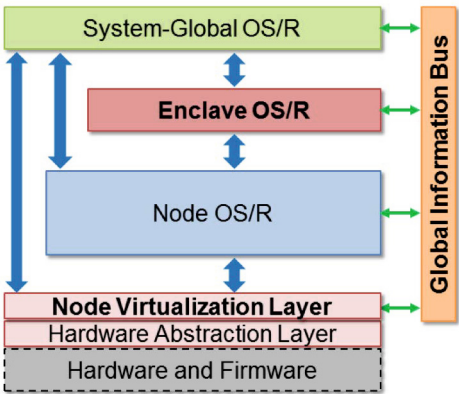 System-Global OS/R
Enclave OS/R
Node OS/R
Node Virtualization Layer
Hardware Abstraction Layer
Hardware and Firmware
Global Information Bus